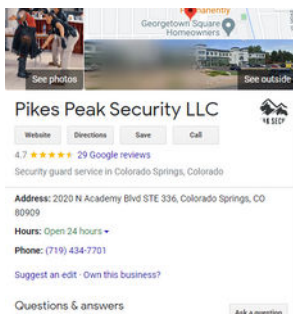 Permanently
Georgetown Square
Homeowners
See photos
See outside
Pikes Peak Security LLC
Website
Directions
Save
Call
4.7 ★★★★★ 29 Google reviews
Security guard service in Colorado Springs, Colorado
Address: 2020 N Academy Blvd STE 336, Colorado Springs, CO
80909
Hours: Open 24 hours
Phone: (719) 434-7701
Suggest an edit · Own this business?
Questions & answers
Ask a question